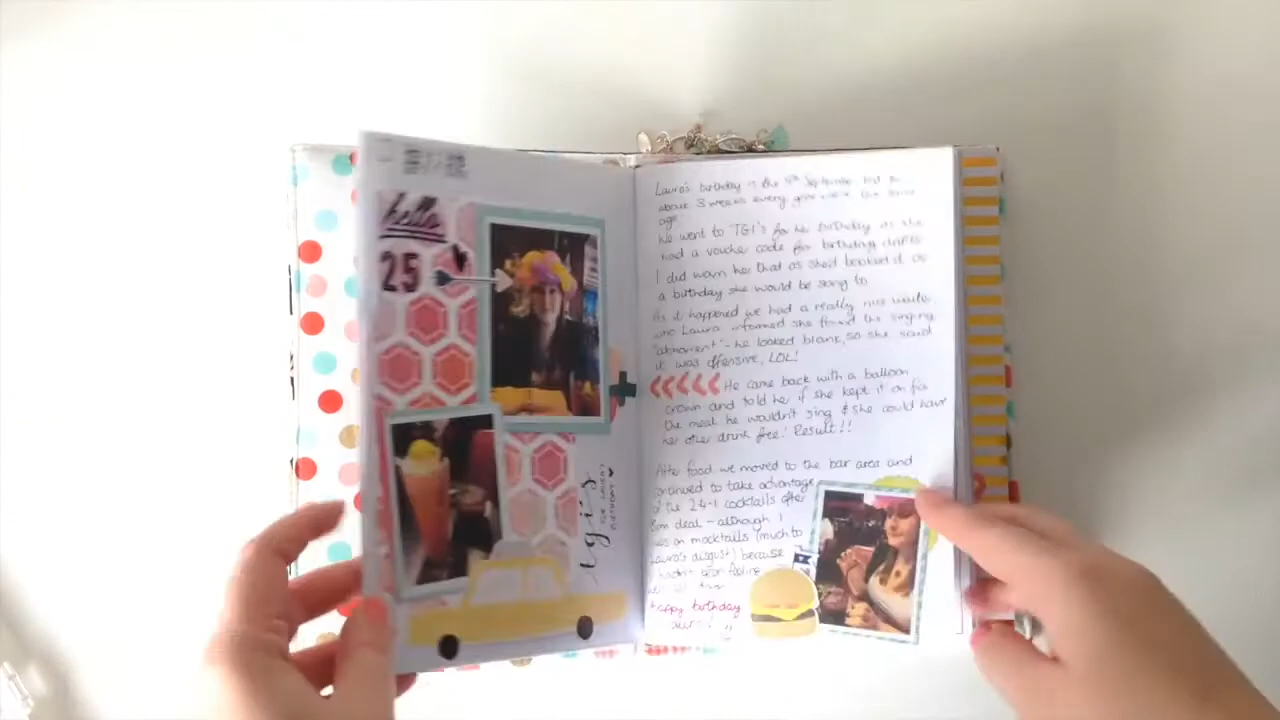 hello
25
tgi's
FOR LAURA'S
BIRTHDAY ♥
Laura's birthday is the September, but
about 3 weeks every year we're the same
age.
We went to 'TGI's for her birthday as she
had a voucher code for birthday drinks
I did warn her that as she'd booked it as
a birthday she would be sung to
As it happened we had a really nice waiter
who Laura informed she found the singing
"abhorrent" - he looked blank, so she said
it was offensive, LOL!
He came back with a balloon
crown and told her if she kept it on for
the meal he wouldn't sing & she could have
her other drink free! Result!!
After food we moved to the bar area and
continued to take advantage
of the 2-4-1 cocktails after
8pm deal - although I
was on mocktails (much to
Laura's disgust) because
I hadn't been feeling
Happy birthday